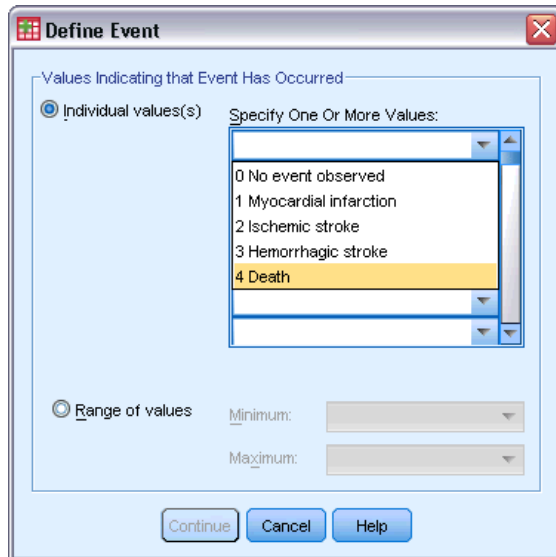 Define Event
Values Indicating that Event Has Occurred
Individual values(s)
Specify One Or More Values:
0 No event observed
1 Myocardial infarction
2 Ischemic stroke
3 Hemorrhagic stroke
4 Death
Range of values
Minimum:
Maximum:
Continue Cancel Help